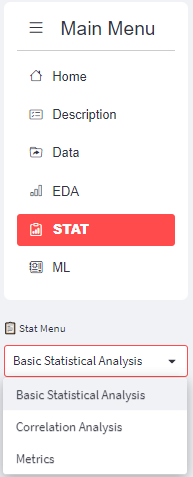 Main Menu
Home
Description
Data
EDA
STAT
ML
Stat Menu
Basic Statistical Analysis
Basic Statistical Analysis
Correlation Analysis
Metrics